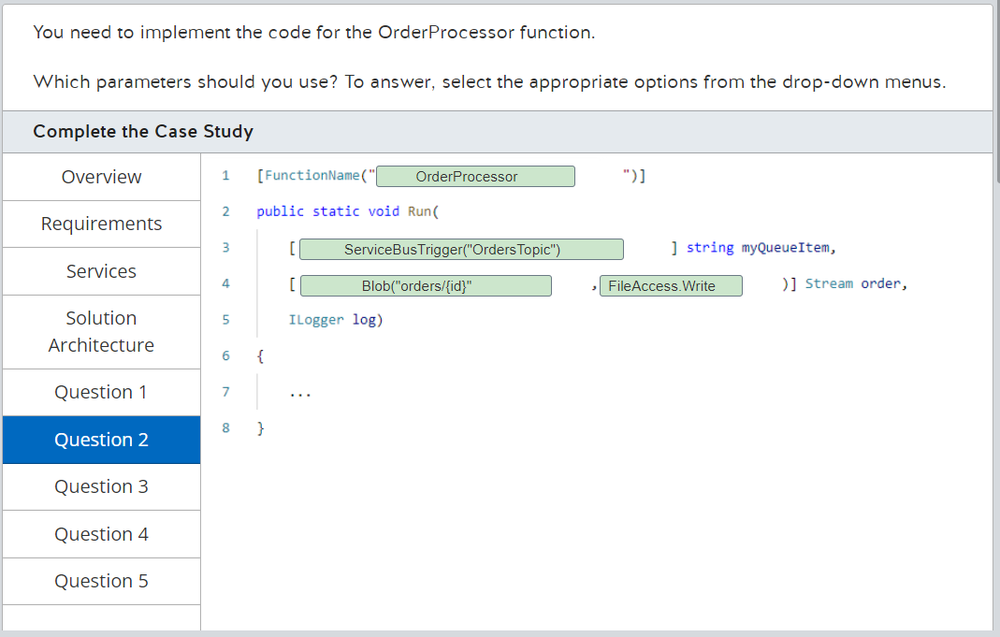 You need to implement the code for the OrderProcessor function.
Which parameters should you use? To answer, select the appropriate options from the drop-down menus.
Complete the Case Study
Overview
Requirements
Services
Solution
Architecture
Question 1
Question 2
Question 3
Question 4
Question 5
1 [FunctionName("OrderProcessor")]
2 public static void Run(
3 [ServiceBusTrigger("OrdersTopic")] string myQueueItem,
4 [Blob("orders/{id}",FileAccess.Write)] Stream order,
5 ILogger log)
6 {
7 ...
8 }